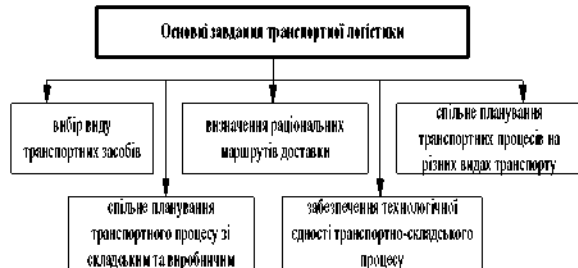 Основні завдання транспортної логістики
вибір виду
транспортних засобів
визначення раціональних
маршрутів доставки
спільне планування
транспортних процесів на
різних видах транспорту
спільне планування
транспортного процесу зі
складським та виробничим
забезпечення технологічної
єдності транспортно-складського
процесу